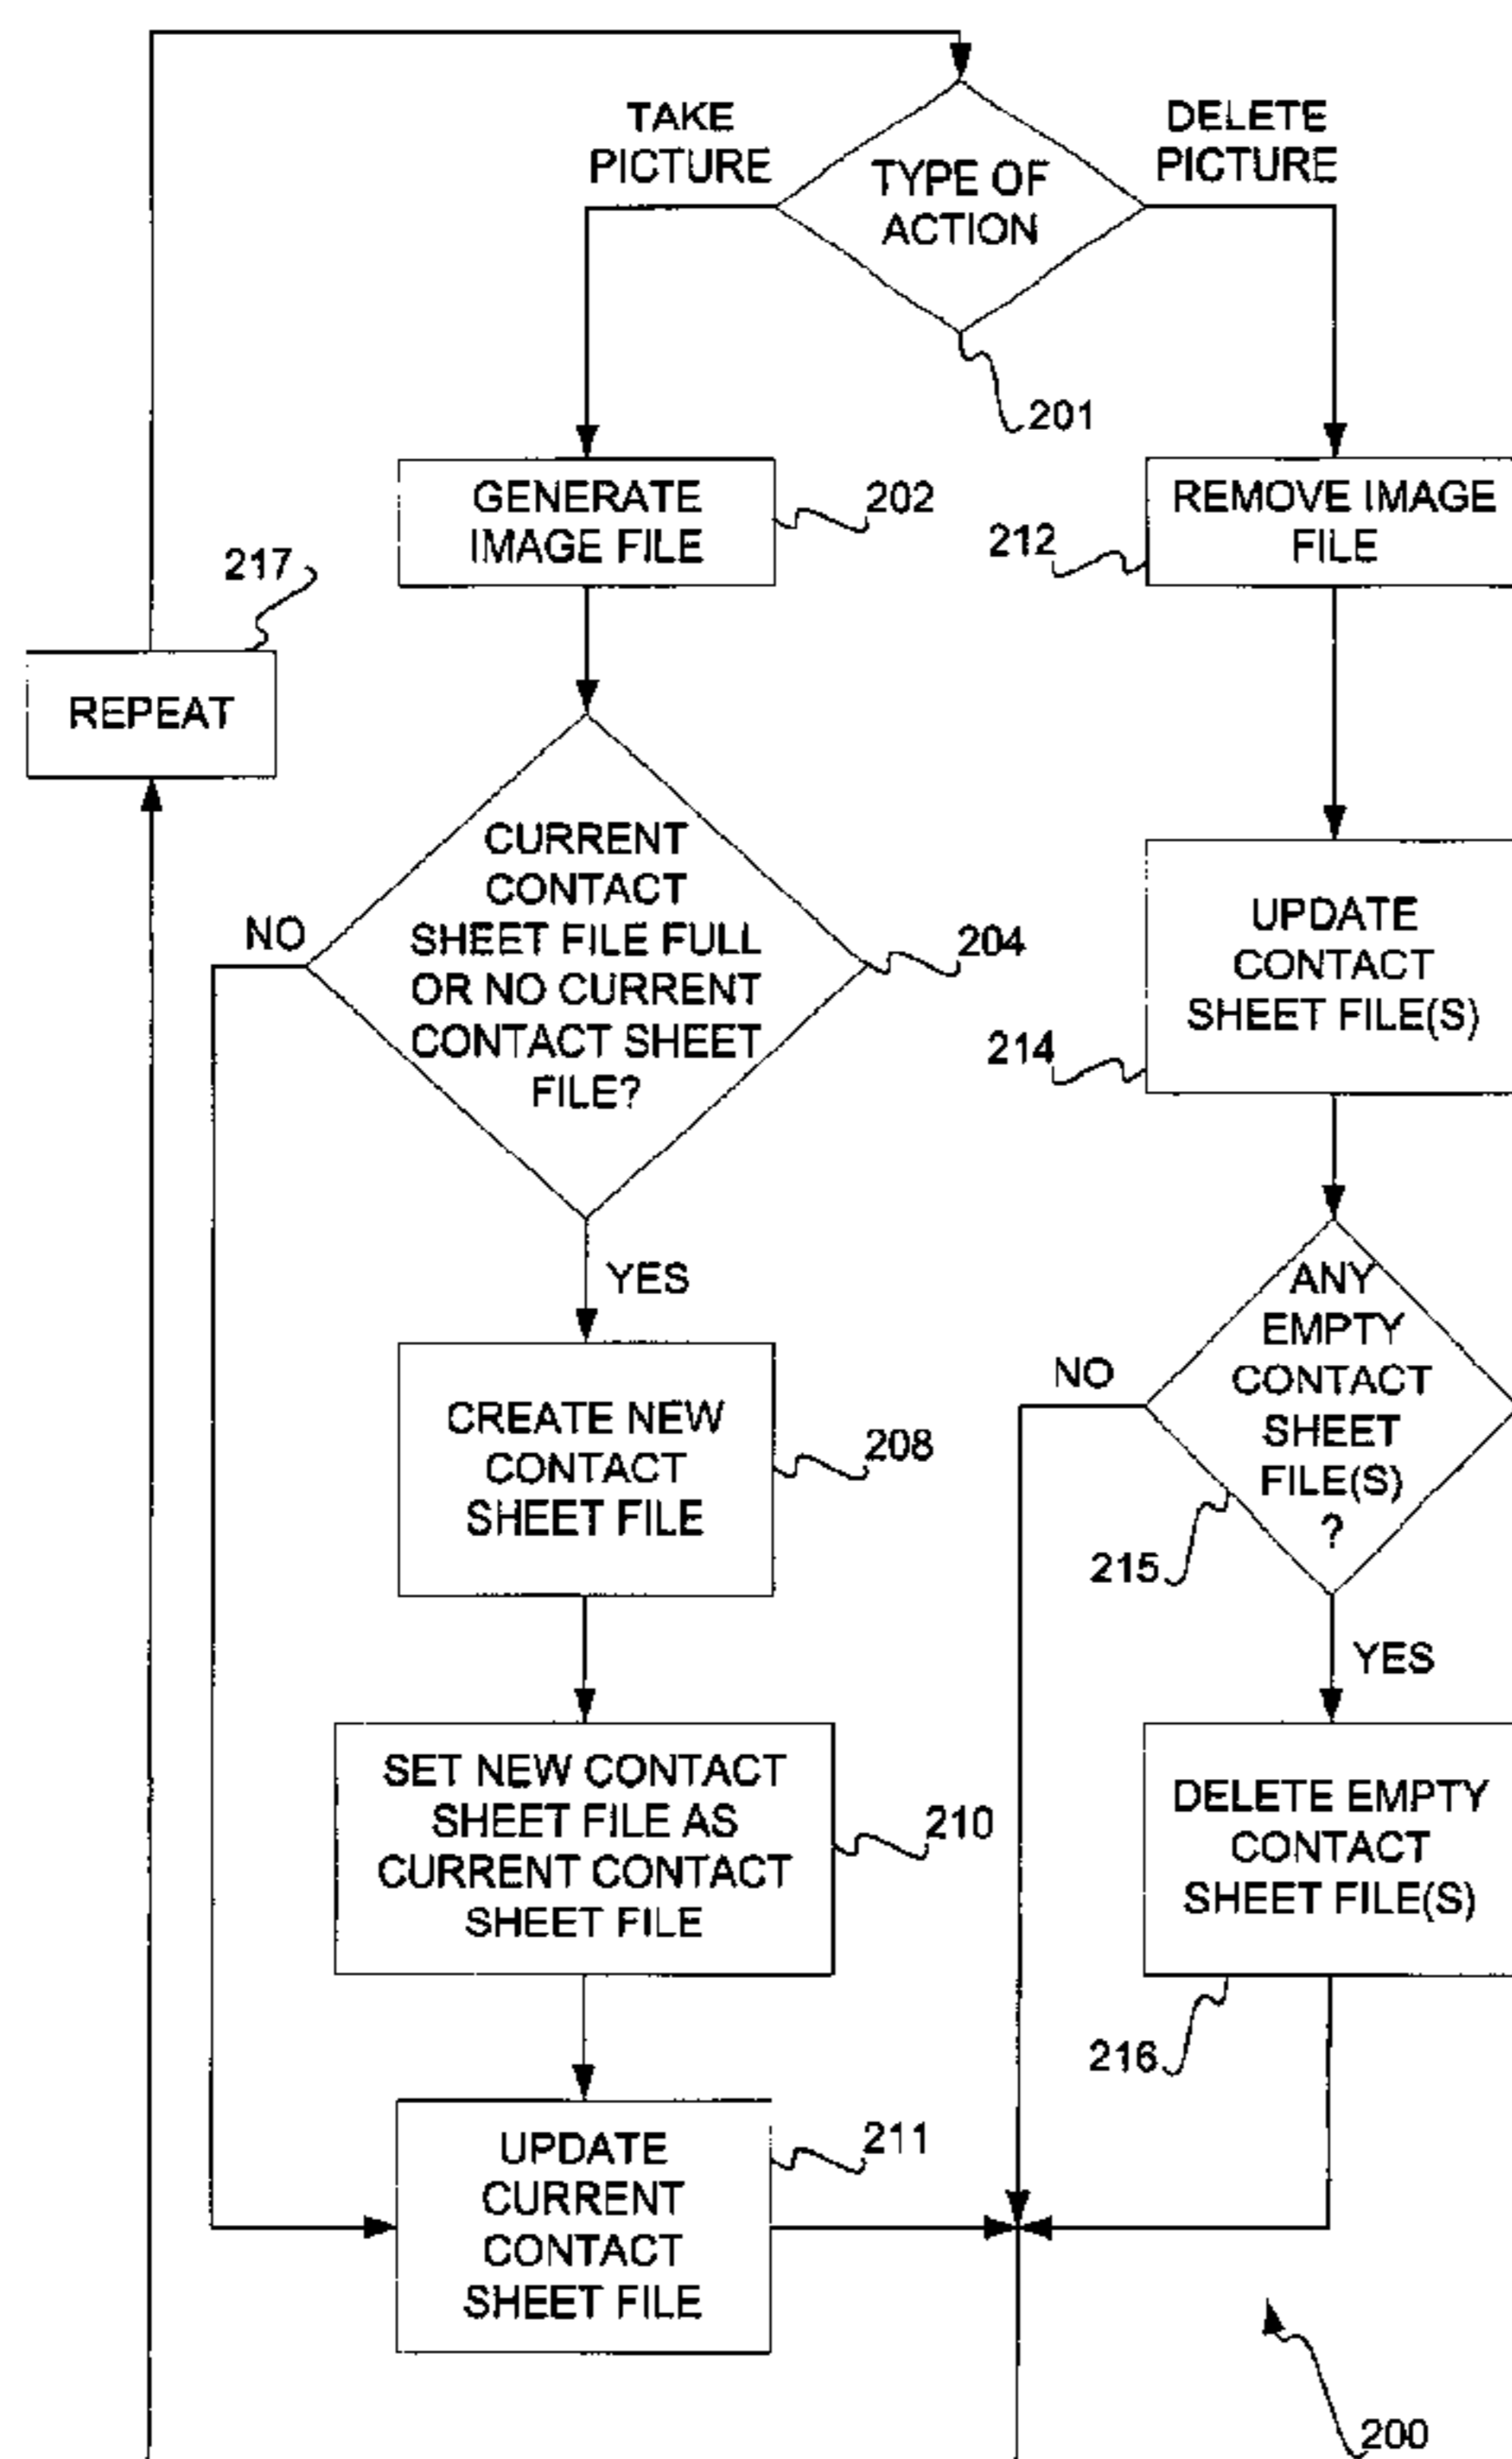 TAKE
PICTURE
DELETE
PICTURE
TYPE OF
ACTION
201
GENERATE
IMAGE FILE
202
REMOVE IMAGE
FILE
212
217
REPEAT
CURRENT
CONTACT
SHEET FILE FULL
OR NO CURRENT
CONTACT SHEET
FILE?
NO
204
YES
UPDATE
CONTACT
SHEET FILE(S)
214
ANY
EMPTY
CONTACT
SHEET
FILE(S)
?
NO
215
YES
CREATE NEW
CONTACT
SHEET FILE
208
SET NEW CONTACT
SHEET FILE AS
CURRENT CONTACT
SHEET FILE
210
DELETE EMPTY
CONTACT
SHEET FILE(S)
216
UPDATE
CURRENT
CONTACT
SHEET FILE
211
200